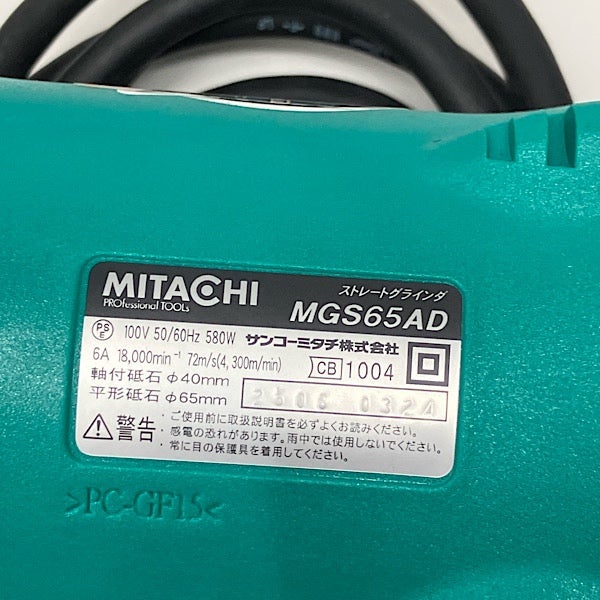 MITACHI
PROfessional TOOLs
ストレートグラインダ
MGS65AD
PS E 100V 50/60Hz 580W サンコーミタチ株式会社
6A 18,000min⁻¹ 72m/s(4,300m/min) CB 1004
軸付砥石 φ40mm
平形砥石 φ65mm
警告
・ご使用前に取扱説明書を必ずよくお読みください。
・感電の恐れがあります。雨中では使用しないでください。
・常に目の保護具を着用してください。
>PC-GF15<